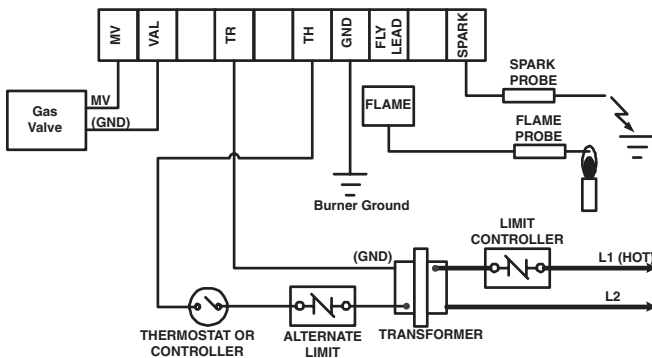 MV
VAL
TR
TH
GND
FLY
LEAD
SPARK
SPARK
PROBE
Gas
Valve
MV
(GND)
FLAME
FLAME
PROBE
Burner Ground
LIMIT
CONTROLLER
(GND)
L1 (HOT)
L2
THERMOSTAT OR
CONTROLLER
ALTERNATE
LIMIT
TRANSFORMER